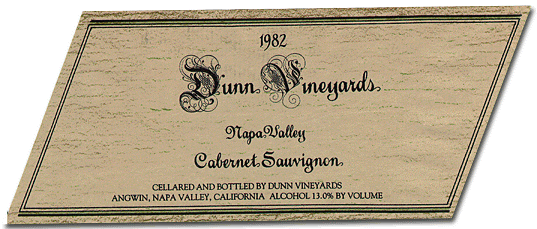 1982
Dunn Vineyards
Napa Valley
Cabernet Sauvignon
CELLARED AND BOTTLED BY DUNN VINEYARDS
ANGWIN, NAPA VALLEY, CALIFORNIA ALCOHOL 13.0% BY VOLUME